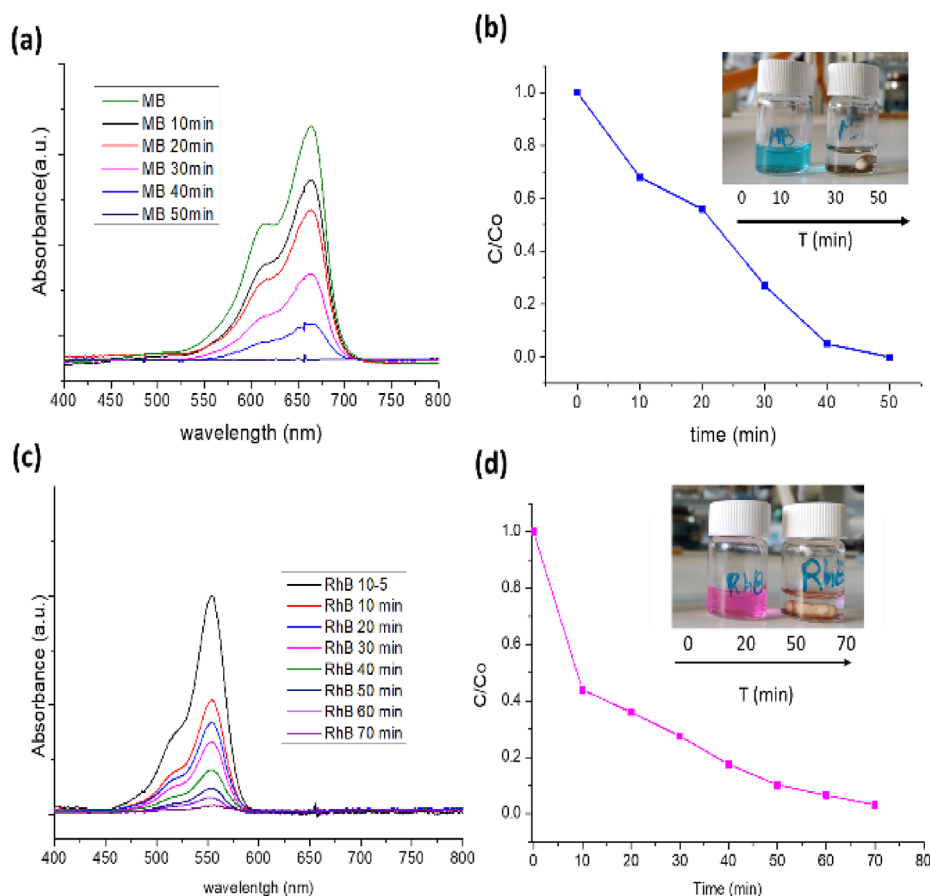 (a)
MB
MB 10min
MB 20min
MB 30min
MB 40min
MB 50min
Absorbance(a.u.)
400 450 500 550 600 650 700 750 800
wavelength (nm)
(b)
1.0
0.8
0.6
0.4
0.2
0.0
C/Co
0 10 20 30 40 50
time (min)
MB
0 10 30 50
T (min)
(c)
RhB 10-5
RhB 10 min
RhB 20 min
RhB 30 min
RhB 40 min
RhB 50 min
RhB 60 min
RhB 70 min
Absorbance (a.u.)
400 450 500 550 600 650 700 750 800
wavelentgh (nm)
(d)
1.0
0.8
0.6
0.4
0.2
0.0
C/Co
0 10 20 30 40 50 60 70 80
Time (min)
RhB RhB
0 20 50 70
T (min)